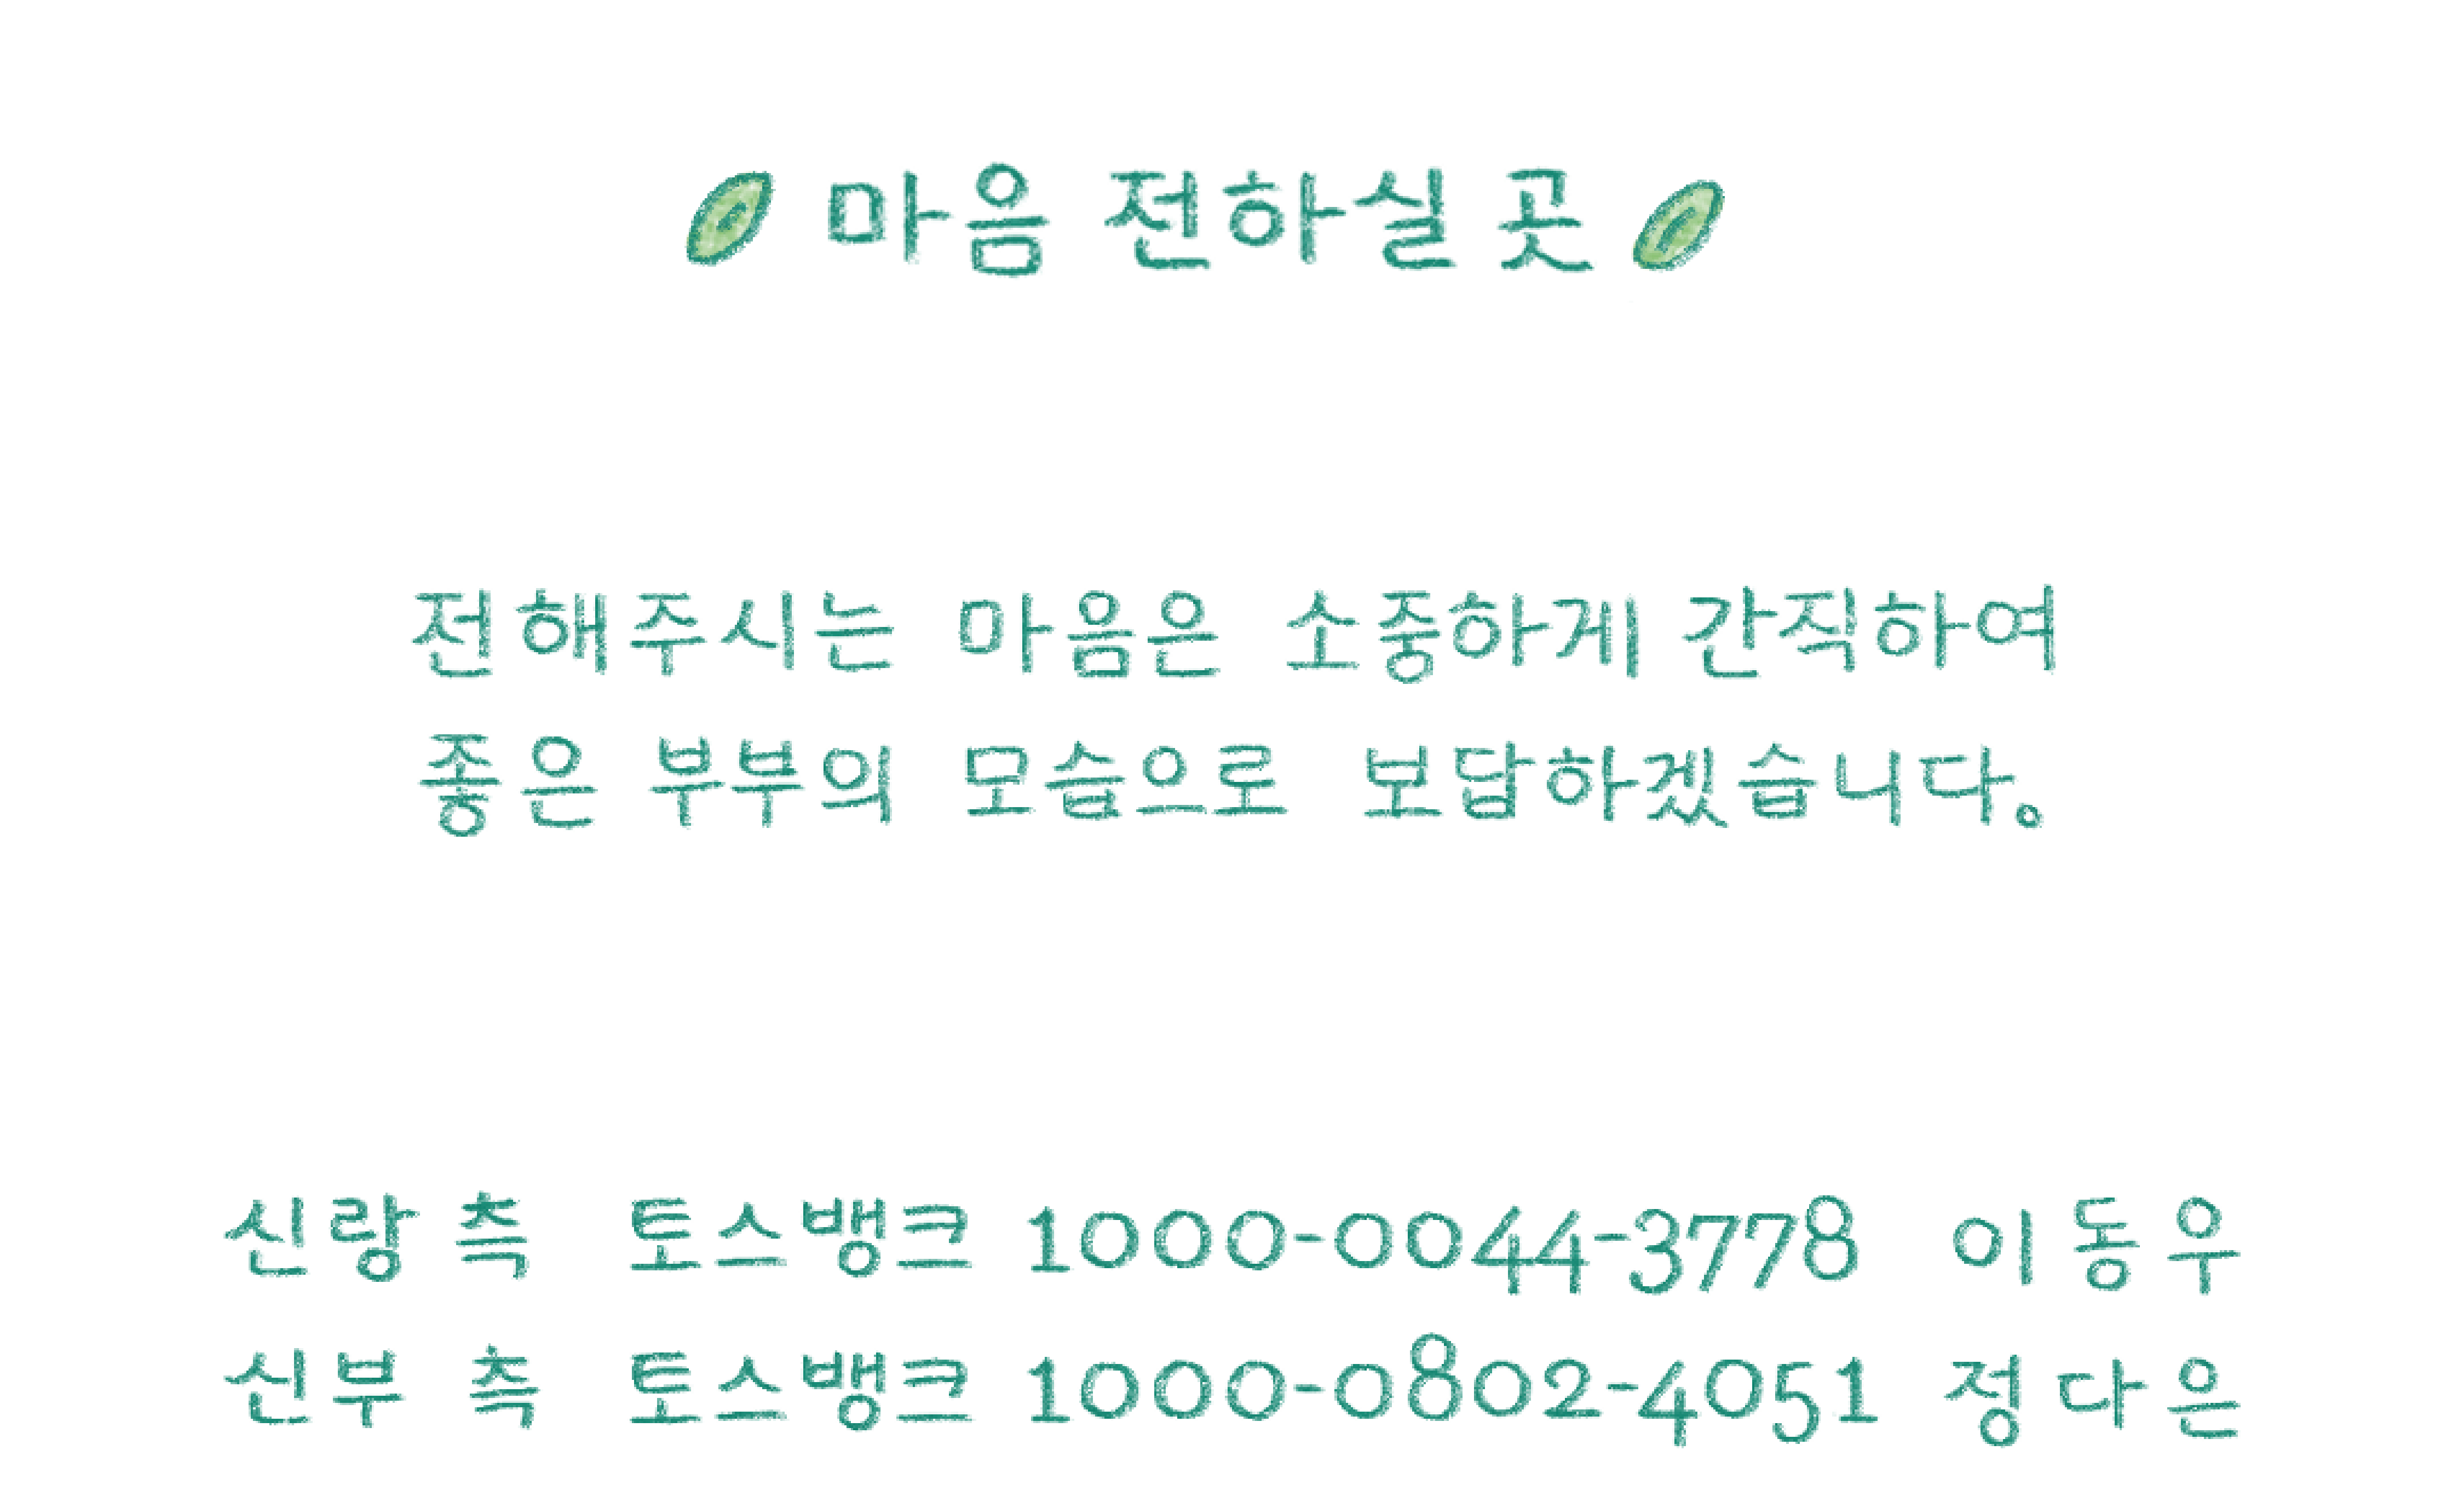 마음 전하실 곳
전해주시는 마음은 소중하게 간직하여
좋은 부부의 모습으로 보답하겠습니다.
신랑 측 토스뱅크 1000-0044-3778 이동우
신부 측 토스뱅크 1000-0802-4051 정다은